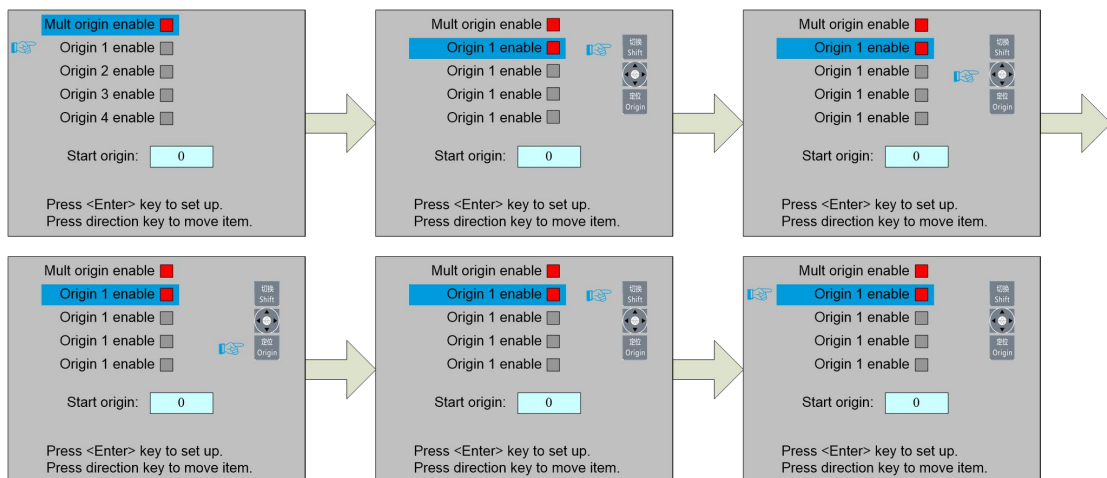 Mult origin enable
Origin 1 enable
Origin 2 enable
Origin 3 enable
Origin 4 enable
Start origin: 0
Press <Enter> key to set up.
Press direction key to move item.
Mult origin enable
Origin 1 enable
切换
Shift
Origin 1 enable
Origin 1 enable
定位
Origin
Origin 1 enable
Start origin: 0
Press <Enter> key to set up.
Press direction key to move item.
Mult origin enable
Origin 1 enable
切换
Shift
Origin 1 enable
Origin 1 enable
定位
Origin
Origin 1 enable
Start origin: 0
Press <Enter> key to set up.
Press direction key to move item.
Mult origin enable
Origin 1 enable
切换
Shift
Origin 1 enable
Origin 1 enable
定位
Origin
Origin 1 enable
Start origin: 0
Press <Enter> key to set up.
Press direction key to move item.
Mult origin enable
Origin 1 enable
切换
Shift
Origin 1 enable
Origin 1 enable
定位
Origin
Origin 1 enable
Start origin: 0
Press <Enter> key to set up.
Press direction key to move item.
Mult origin enable
Origin 1 enable
切换
Shift
Origin 1 enable
Origin 1 enable
定位
Origin
Origin 1 enable
Start origin: 0
Press <Enter> key to set up.
Press direction key to move item.